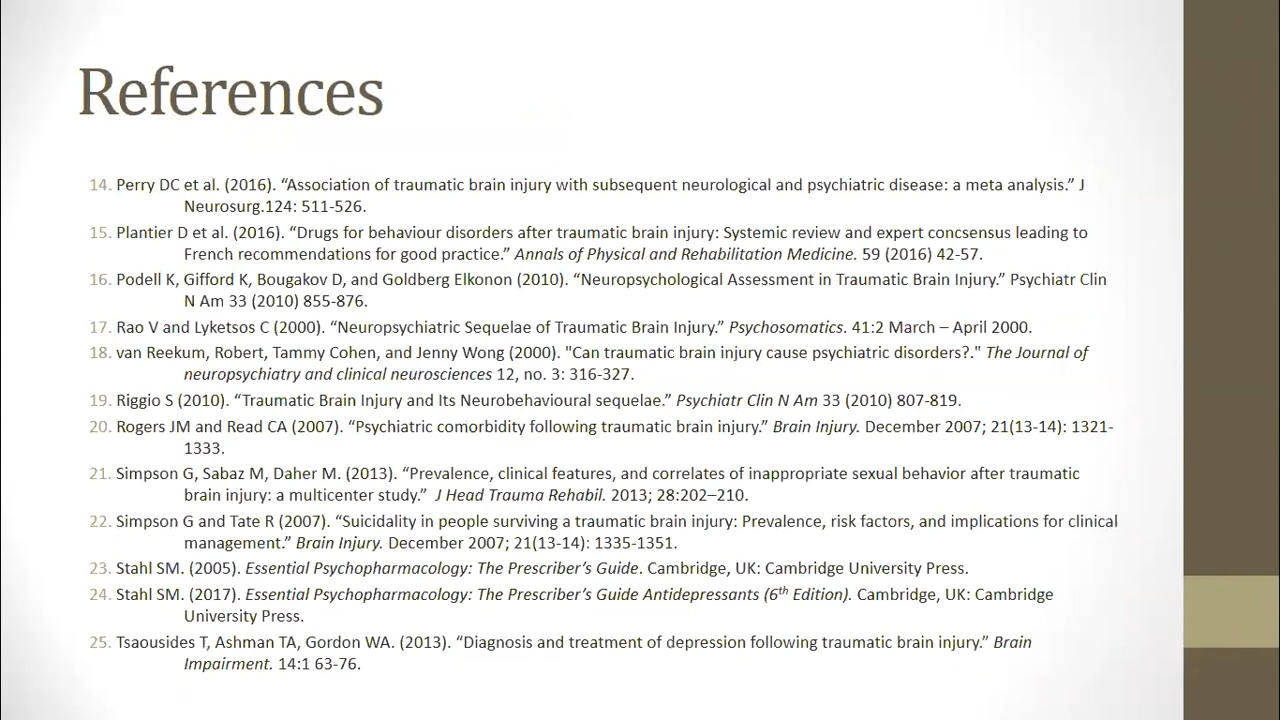 References
14. Perry DC et al. (2016). “Association of traumatic brain injury with subsequent neurological and psychiatric disease: a meta analysis.” J
Neurosurg.124: 511-526.
15. Plantier D et al. (2016). “Drugs for behaviour disorders after traumatic brain injury: Systemic review and expert concsensus leading to
French recommendations for good practice.” Annals of Physical and Rehabilitation Medicine. 59 (2016) 42-57.
16. Podell K, Gifford K, Bougakov D, and Goldberg Elkonon (2010). “Neuropsychological Assessment in Traumatic Brain Injury.” Psychiatr Clin
N Am 33 (2010) 855-876.
17. Rao V and Lyketsos C (2000). “Neuropsychiatric Sequelae of Traumatic Brain Injury.” Psychosomatics. 41:2 March – April 2000.
18. van Reekum, Robert, Tammy Cohen, and Jenny Wong (2000). "Can traumatic brain injury cause psychiatric disorders?." The Journal of
neuropsychiatry and clinical neurosciences 12, no. 3: 316-327.
19. Riggio S (2010). “Traumatic Brain Injury and Its Neurobehavioural sequelae.” Psychiatr Clin N Am 33 (2010) 807-819.
20. Rogers JM and Read CA (2007). “Psychiatric comorbidity following traumatic brain injury.” Brain Injury. December 2007; 21(13-14): 1321-
1333.
21. Simpson G, Sabaz M, Daher M. (2013). “Prevalence, clinical features, and correlates of inappropriate sexual behavior after traumatic
brain injury: a multicenter study.” J Head Trauma Rehabil. 2013; 28:202–210.
22. Simpson G and Tate R (2007). “Suicidality in people surviving a traumatic brain injury: Prevalence, risk factors, and implications for clinical
management.” Brain Injury. December 2007; 21(13-14): 1335-1351.
23. Stahl SM. (2005). Essential Psychopharmacology: The Prescriber’s Guide. Cambridge, UK: Cambridge University Press.
24. Stahl SM. (2017). Essential Psychopharmacology: The Prescriber’s Guide Antidepressants (6th Edition). Cambridge, UK: Cambridge
University Press.
25. Tsaousides T, Ashman TA, Gordon WA. (2013). “Diagnosis and treatment of depression following traumatic brain injury.” Brain
Impairment. 14:1 63-76.